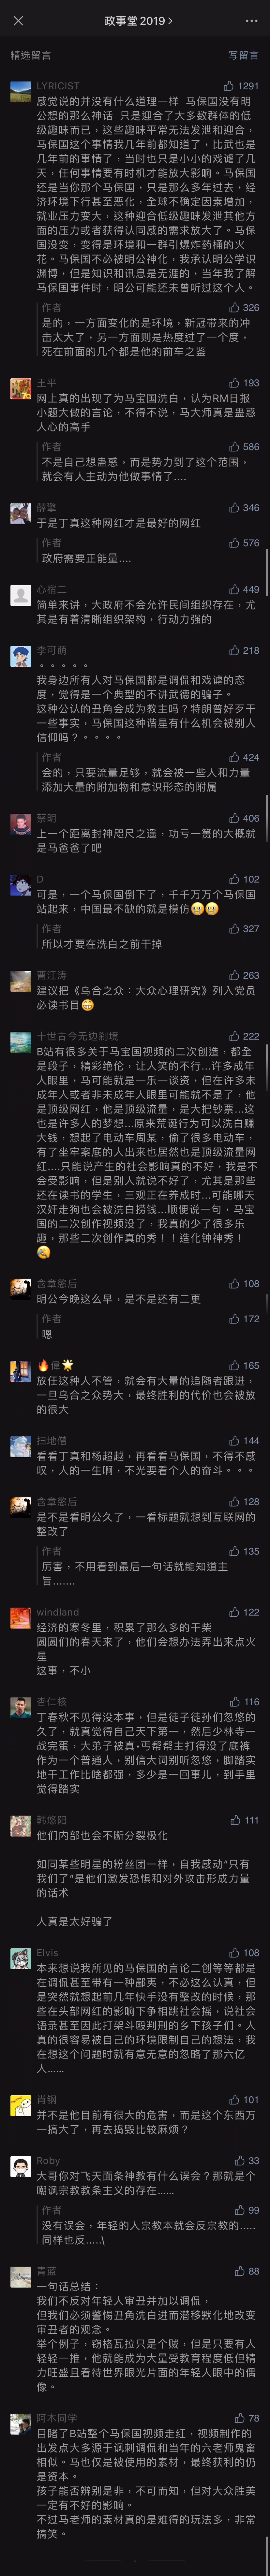 政事堂2019
精选留言
写留言
LYRICIST
1291
感觉说的并没有什么道理一样 马保国没有明
公想的那么神话 只是迎合了大多数群体的低
级趣味而已，这些趣味平常无法发泄和迎合，
马保国这个事情我几年前都知道了，比武也是
几年前的事情了，当时也只是小小的戏谑了几
天，任何事情要有时机才能放大影响。马保国
还是当你那个马保国，只是那么多年过去，经
济环境下行甚至恶化，全球不确定因素增加，
就业压力变大，这种迎合低级趣味发泄其他方
面的压力或者获得认同感的需求放大了。马保
国没变，变得是环境和一群引爆炸药桶的火
花。马保国不必被明公神化，我承认明公学识
渊博，但是知识和讯息是无涯的，当年我了解
马保国事件时，明公可能还未曾听过这个人。
作者
326
是的，一方面变化的是环境，新冠带来的冲
击太大了，另一方面则是热度过了一个度，
死在前面的几个都是他的前车之鉴
王平
193
网上真的出现了为马宝国洗白，认为RM日报
小题大做的言论，不得不说，马大师真是蛊惑
人心的高手
作者
586
不是自己想蛊惑，而是势力到了这个范围，
就会有人主动为他做事情了....
薛擎
346
于是丁真这种网红才是最好的网红
作者
576
政府需要正能量....
心宿二
449
简单来讲，大政府不会允许民间组织存在，尤
其是有着清晰组织架构，行动力强的
李可萌
218
。。。。。
我身边所有人对马保国都是调侃和戏谑的态
度，觉得是一个典型的不讲武德的骗子。
这种公认的丑角会成为教主吗？特朗普好歹干
一些事实，马保国这种谐星有什么机会被别人
信仰吗？。。。。
作者
424
会的，只要流量足够，就会被一些人和力量
添加大量的附加物和意识形态的附属
蔡明
406
上一个距离封神咫尺之遥，功亏一篑的大概就
是马爸爸了吧
D
102
可是，一个马保国倒下了，千千万万个马保国
站起来，中国最不缺的就是模仿
作者
327
所以才要在洗白之前干掉
曹江涛
263
建议把《乌合之众：大众心理研究》列入党员
必读书目😁
十世古今无边刹境
222
B站有很多关于马宝国视频的二次创造，都全
是段子，精彩绝伦，让人笑的不行...许多成年
人眼里，马可能就是一乐一谈资，但在许多未
成年人或者非未成年人眼里可能就不是了，他
是顶级网红，他是顶级流量，是大把钞票...这
也是许多人的梦想...原来荒诞行为可以洗白赚
大钱，想起了电动车周某，偷了很多电动车，
有了坐牢案底的人出来也居然也是顶级流量网
红....只能说产生的社会影响真的不好，我是不
会受影响，但是别人就说不好了，尤其是那些
还在读书的学生，三观正在养成时...可能哪天
汉奸走狗也会被洗白捞钱...顺便说一句，马宝
国的二次创作视频没了，我真的少了很多乐
趣，那些二次创作真的秀！！造化钟神秀！
含章慾后
108
明公今晚这么早，是不是还有二更
作者
172
嗯
🔥偉🌟
165
放任这种人不管，就会有大量的追随者跟进，
一旦乌合之众势大，最终胜利的代价也会被放
的很大
扫地僧
144
看看丁真和杨超越，再看看马保国，不得不感
叹，人的一生啊，不光要看个人的奋斗。。。
含章慾后
128
是不是看明公久了，一看标题就想到互联网的
整改了
作者
135
厉害，不用看到最后一句话就能知道主
旨.......
windland
122
经济的寒冬里，积累了那么多的干柴
圆圆们的春天来了，他们会想办法弄出来点火
星
这事，不小
杏仁核
116
丁春秋不见得没本事，但是徒子徒孙们忽悠的
久了，就真觉得自己天下第一，然后少林寺一
战完蛋，大弟子被真•丐帮帮主打得没了底裤
作为一个普通人，别信大词别听忽悠，脚踏实
地干工作比啥都强，多少是一回事儿，到手里
觉得踏实
韩悠阳
111
他们内部也会不断分裂极化
如同某些明星的粉丝团一样，自我感动“只有
我们了”是他们激发恐惧和对外攻击形成力量
的话术
人真是太好骗了
Elvis
108
本来想说我所见的马保国的言论二创等等都是
在调侃甚至带有一种鄙夷，不必这么认真，但
是突然就想起前几年快手没有整改的时候，那
些在头部网红的影响下争相跳社会摇，说社会
语录甚至因此打架斗殴判刑的乡下孩子们。人
真的很容易被自己的环境限制自己的想法，我
在想这个问题时就有意无意的忽略了那六亿
人......
肖钢
101
并不是他目前有很大的危害，而是这个东西万
一搞大了，再去捣毁比较麻烦？
Roby
33
大哥你对飞天面条神教有什么误会？那就是个
嘲讽宗教教条主义的存在......
作者
99
没有误会，年轻的人宗教本就会反宗教的.....
同样也反.....\
青蓝
88
一句话总结：
我们不反对年轻人审丑并加以调侃，
但我们必须警惕丑角洗白进而潜移默化地改变
审丑者的观念。
举个例子，窃格瓦拉只是个贼，但是只要有人
轻轻一推，他就能成为大量受教育程度低但精
力旺盛且看待世界眼光片面的年轻人眼中的偶
像。
阿木同学
78
目睹了B站整个马保国视频走红，视频制作的
出发点大多源于讽刺调侃和当年的六老师鬼畜
相似。马也仅是被使用的素材，最终获利的仍
是资本。
孩子能否辨别是非，不可而知，但对大众胜美
一定有不好的影响。
不过马老师的素材真的是难得的玩法多，非常
搞笑。